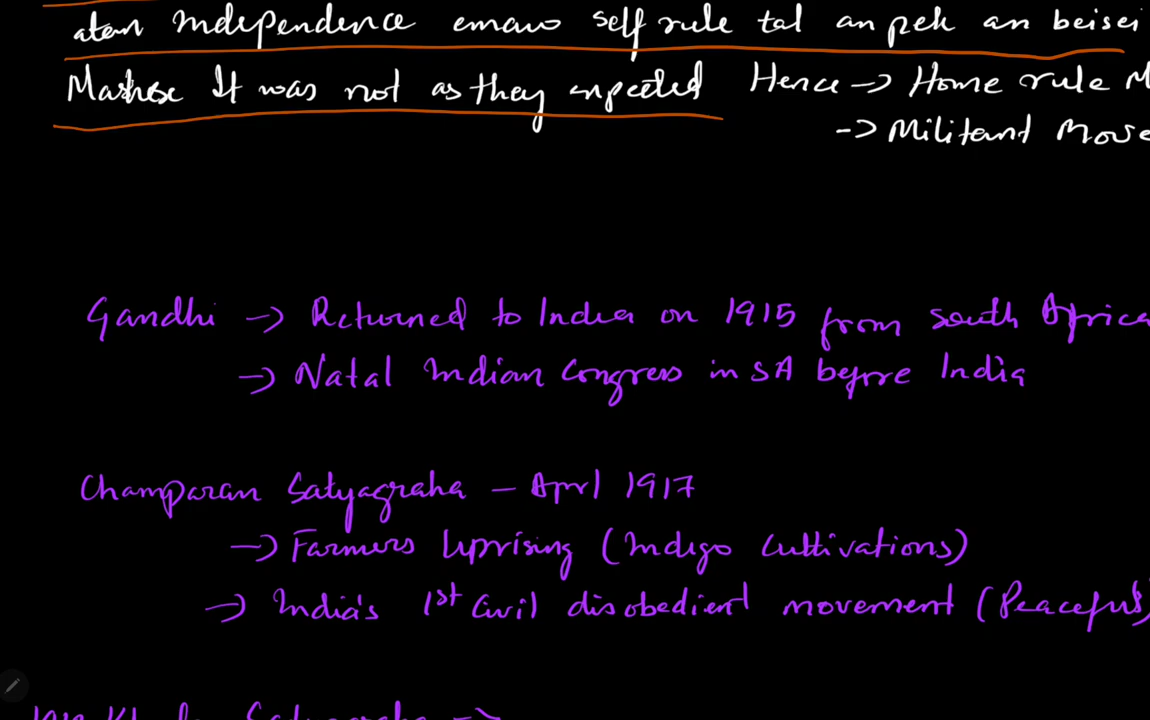 atan Independence emaw self rule tal an pek an beisei
Mahse It was not as they expected Hence -> Home rule M
-> Militant Move
Gandhi -> Returned to India on 1915 from south Africa
-> Natal Indian Congress in SA before India
Champaran Satyagraha - April 1917
-> Farmers Uprising (Indigo Cultivations)
-> India's 1st Civil disobedient movement (Peaceful)
Satyagraha ->